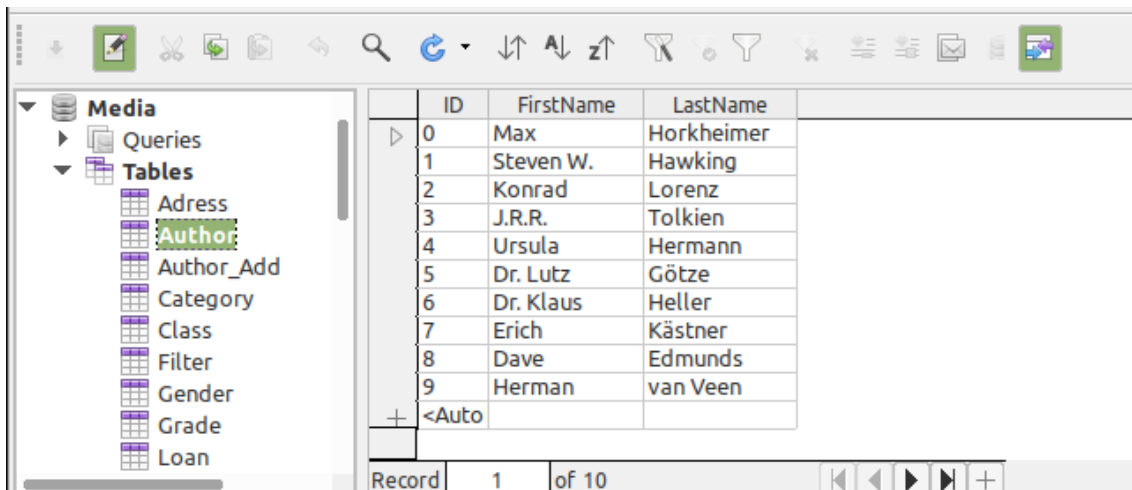 Media
Queries
Tables
Adress
Author
Author_Add
Category
Class
Filter
Gender
Grade
Loan
ID FirstName LastName
0 Max Horkheimer
1 Steven W. Hawking
2 Konrad Lorenz
3 J.R.R. Tolkien
4 Ursula Hermann
5 Dr. Lutz Götze
6 Dr. Klaus Heller
7 Erich Kästner
8 Dave Edmunds
9 Herman van Veen
<Auto
Record 1 of 10